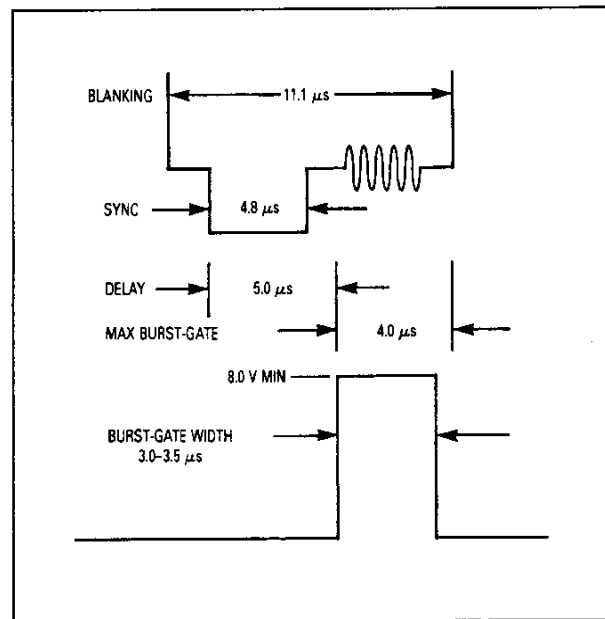 BLANKING
11.1 μs
SYNC
4.8 μs
DELAY
5.0 μs
MAX BURST-GATE
4.0 μs
8.0 V MIN
BURST-GATE WIDTH
3.0–3.5 μs